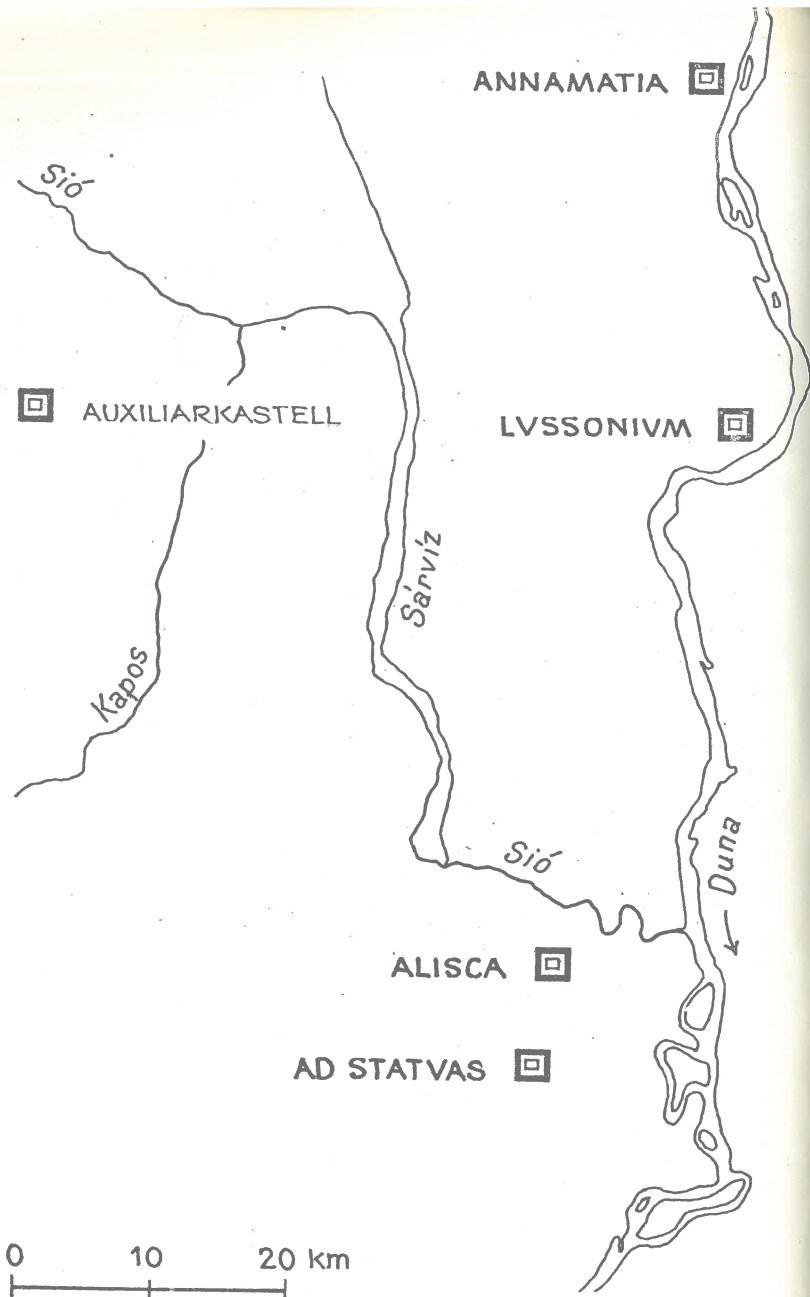 ANNAMATIA
Sió
AUXILIARKASTELL
LVSSONIVM
Sárvíz
Kapos
Sió
Duna
ALISCA
AD STATVAS
0 10 20 km